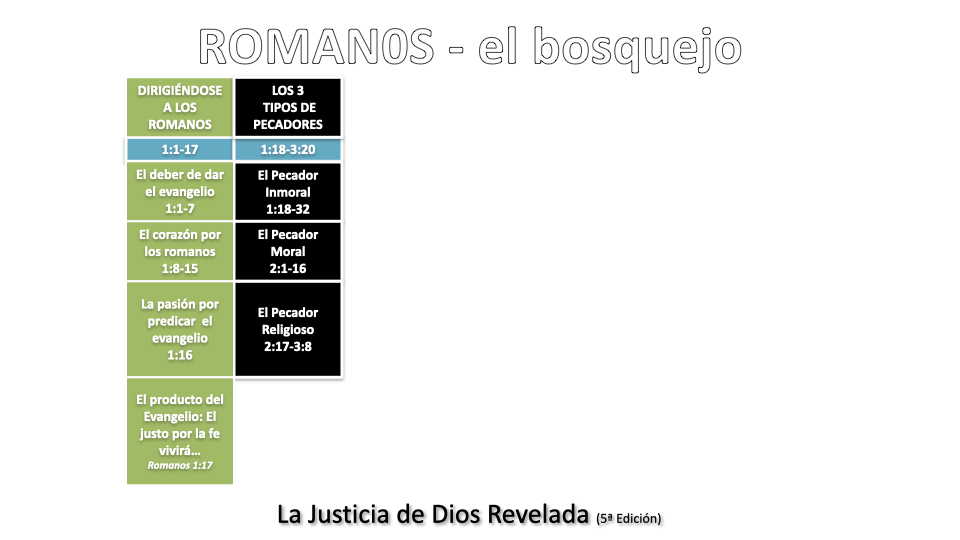 ROMAN0S - el bosquejo
DIRIGIÉNDOSE
A LOS
ROMANOS
1:1-17
El deber de dar
el evangelio
1:1-7
El corazón por
los romanos
1:8-15
La pasión por
predicar  el
evangelio
1:16
El producto del
Evangelio: El
justo por la fe
vivirá...
Romanos 1:17
LOS 3
TIPOS DE
PECADORES
1:18-3:20
El Pecador
Inmoral
1:18-32
El Pecador
Moral
2:1-16
El Pecador
Religioso
2:17-3:8
La Justicia de Dios Revelada (5ª Edición)